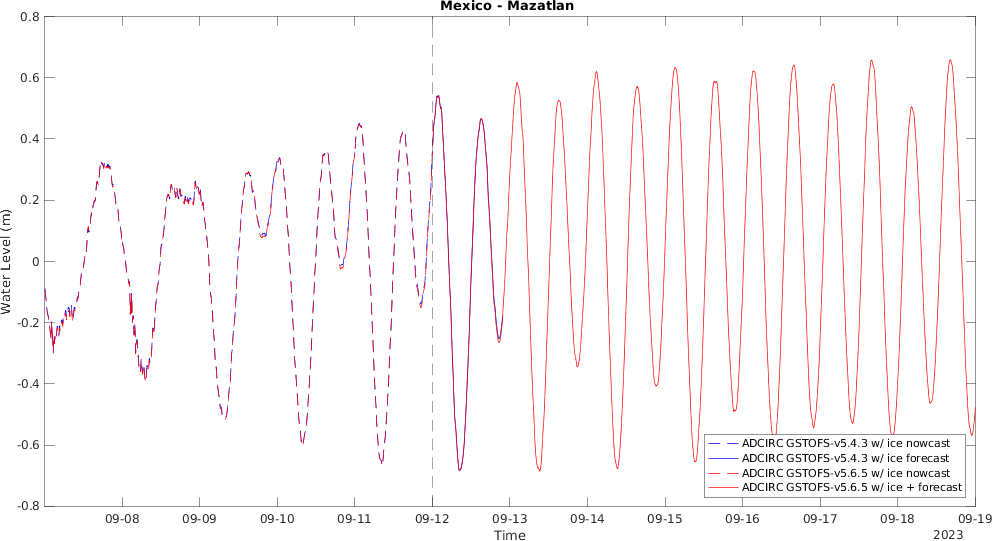 Mexico - Mazatlan
0.8
0.6
0.4
0.2
0
-0.2
-0.4
-0.6
-0.8
Water Level (m)
ADCIRC GSTOFS-v5.4.3 w/ ice nowcast
ADCIRC GSTOFS-v5.4.3 w/ ice forecast
ADCIRC GSTOFS-v5.6.5 w/ ice nowcast
ADCIRC GSTOFS-v5.6.5 w/ ice + forecast
09-08 09-09 09-10 09-11 09-12 09-13 09-14 09-15 09-16 09-17 09-18 09-19
Time
2023